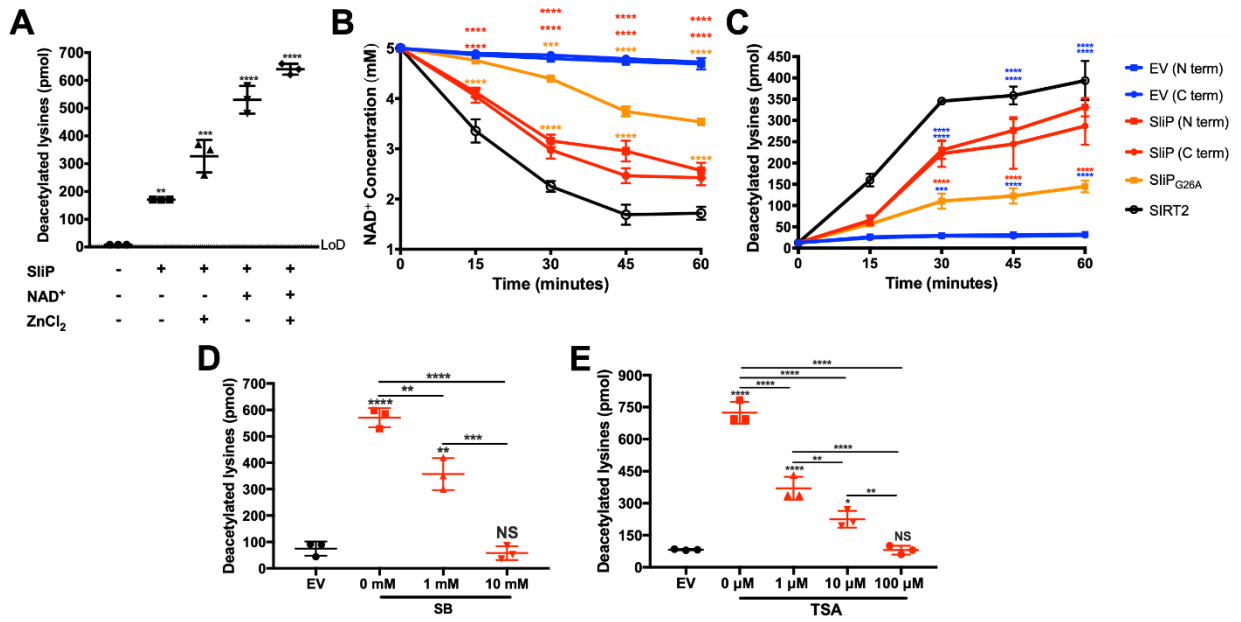 A
Deacetylated lysines (pmol)
700
600
500
400
300
200
100
0
**
***
****
****
LoD
SliP - + + + +
NAD⁺ - - - + +
ZnCl₂ - - + - +
B
NAD⁺ Concentration (mM)
5
4
3
2
1
0 15 30 45 60
Time (minutes)
**** **** **** ****
**** **** **** ****
*** **** ****
**** **** **** ****
C
Deacetylated lysines (pmol)
450
400
350
300
250
200
150
100
50
0
0 15 30 45 60
Time (minutes)
**** **** ****
**** **** ****
**** **** ****
*** **** ****
EV (N term)
EV (C term)
SliP (N term)
SliP (C term)
SliP_G26A
SIRT2
D
Deacetylated lysines (pmol)
700
600
500
400
300
200
100
0
****
**
****
***
**
NS
EV 0 mM 1 mM 10 mM
SB
E
Deacetylated lysines (pmol)
900
750
600
450
300
150
0
****
****
****
****
****
****
**
**
*
NS
EV 0 µM 1 µM 10 µM 100 µM
TSA